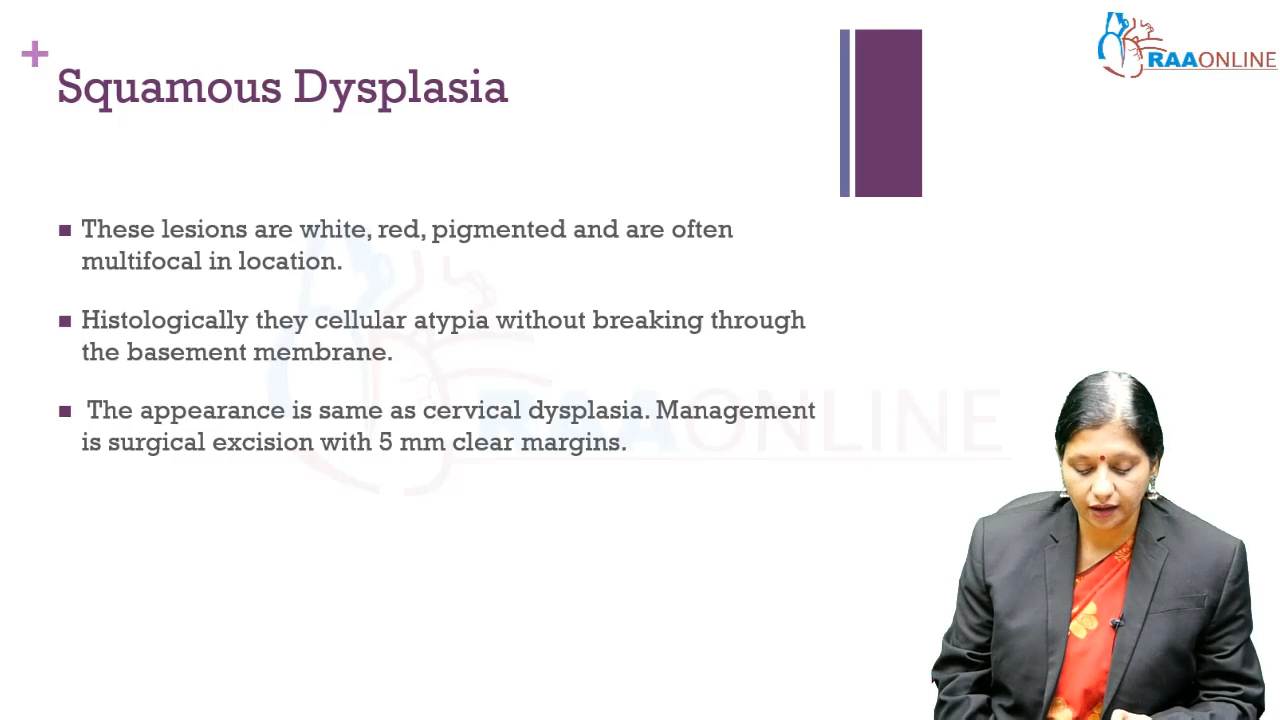 RAAONLINE
+
Squamous Dysplasia
These lesions are white, red, pigmented and are often
multifocal in location.
Histologically they cellular atypia without breaking through
the basement membrane.
The appearance is same as cervical dysplasia. Management
is surgical excision with 5 mm clear margins.
RAAONLINE